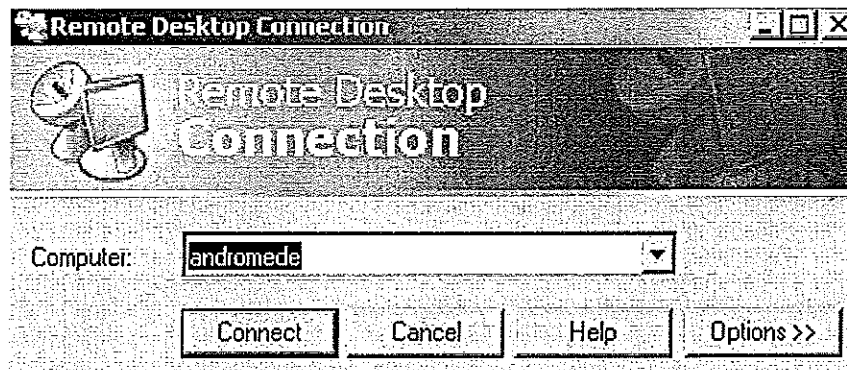 Remote Desktop Connection
Remote Desktop
Connection
Computer: andromede
Connect Cancel Help Options >>